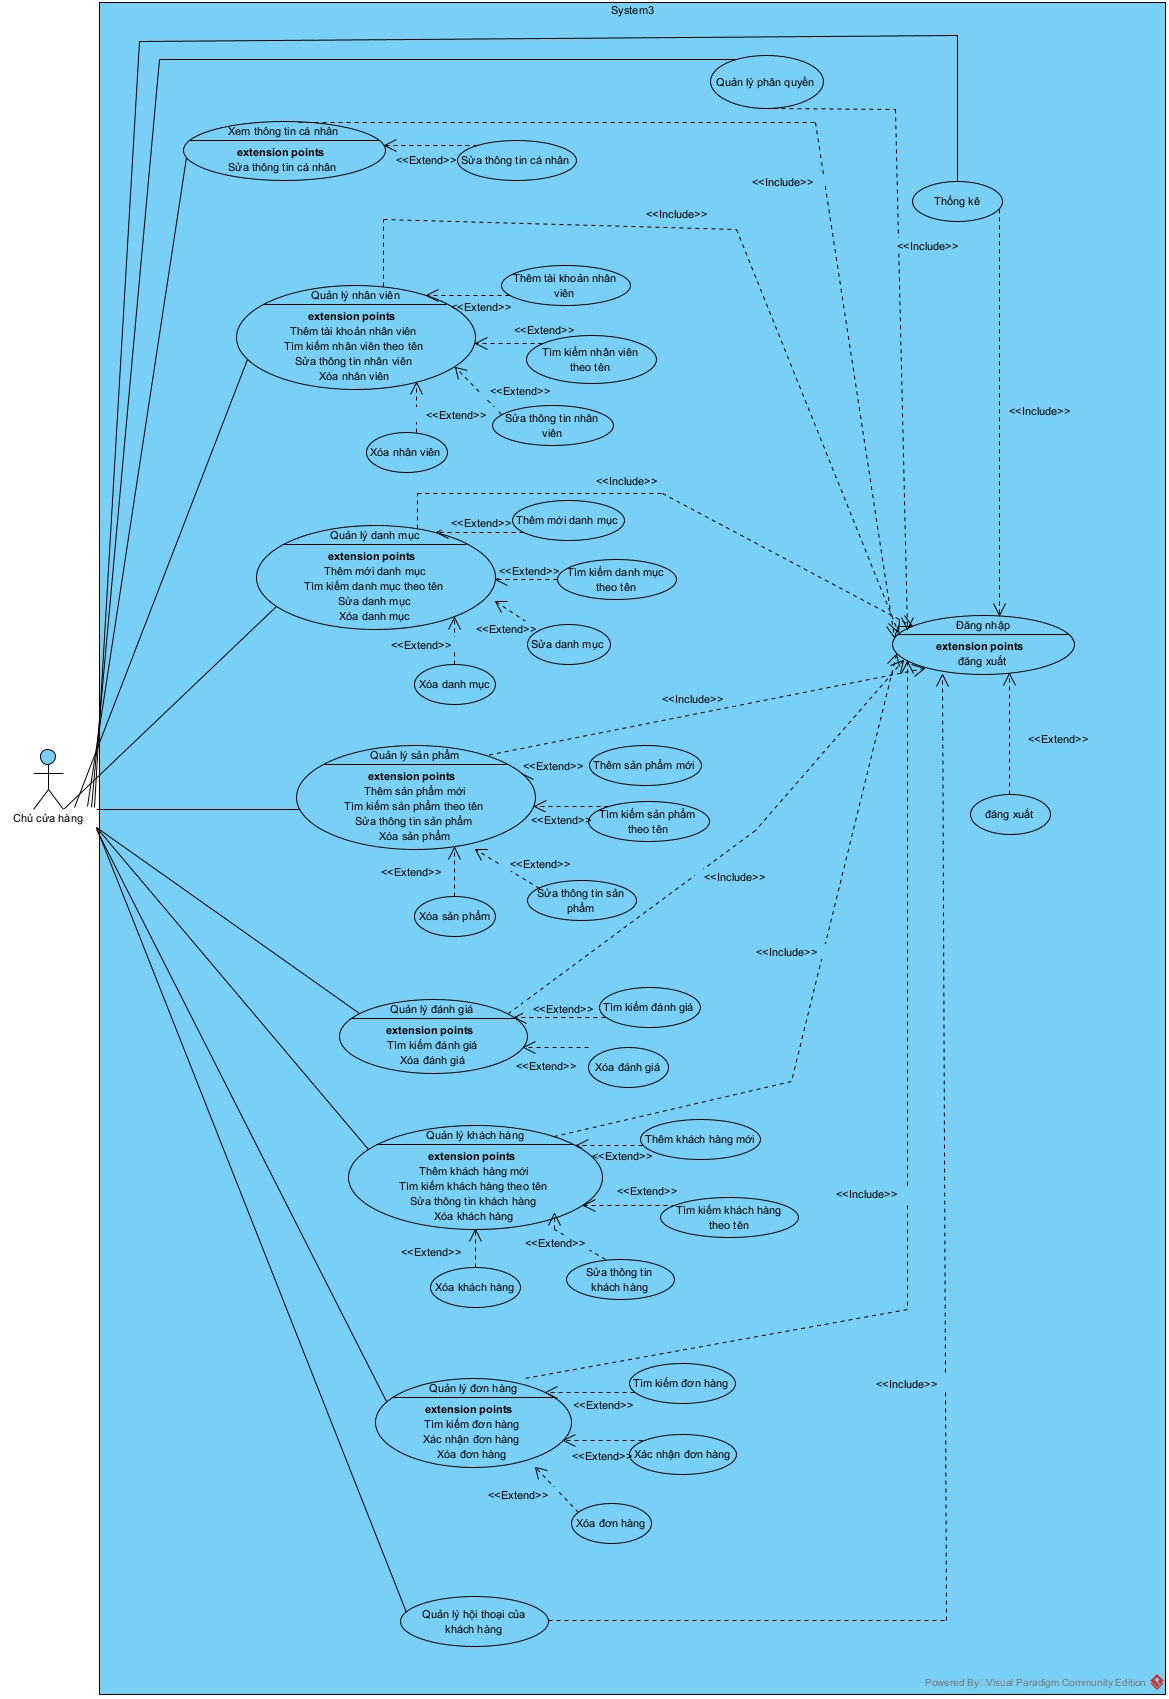 System3
Quản lý phân quyền
Xem thông tin cá nhân
extension points
Sửa thông tin cá nhân
<<Extend>>
Sửa thông tin cá nhân
<<Include>>
Thống kê
<<Include>>
<<Include>>
Quản lý nhân viên
extension points
Thêm tài khoản nhân viên
Tìm kiếm nhân viên theo tên
Sửa thông tin nhân viên
Xóa nhân viên
Thêm tài khoản nhân
viên
<<Extend>>
<<Extend>>
Tìm kiếm nhân viên
theo tên
<<Extend>>
Sửa thông tin nhân
viên
<<Extend>>
Xóa nhân viên
<<Include>>
<<Include>>
Quản lý danh mục
extension points
Thêm mới danh mục
Tìm kiếm danh mục theo tên
Sửa danh mục
Xóa danh mục
<<Extend>>
Thêm mới danh mục
<<Extend>>
Tìm kiếm danh mục
theo tên
<<Extend>>
Sửa danh mục
<<Extend>>
Xóa danh mục
Đăng nhập
extension points
đăng xuất
<<Include>>
<<Extend>>
đăng xuất
Chủ cửa hàng
Quản lý sản phẩm
extension points
Thêm sản phẩm mới
Tìm kiếm sản phẩm theo tên
Sửa thông tin sản phẩm
Xóa sản phẩm
<<Extend>>
Thêm sản phẩm mới
<<Extend>>
Tìm kiếm sản phẩm
theo tên
<<Extend>>
Sửa thông tin sản
phẩm
<<Extend>>
Xóa sản phẩm
<<Include>>
<<Include>>
Quản lý đánh giá
extension points
Tìm kiếm đánh giá
Xóa đánh giá
<<Extend>>
Tìm kiếm đánh giá
<<Extend>>
Xóa đánh giá
Quản lý khách hàng
extension points
Thêm khách hàng mới
Tìm kiếm khách hàng theo tên
Sửa thông tin khách hàng
Xóa khách hàng
Thêm khách hàng mới
<<Extend>>
<<Extend>>
Tìm kiếm khách hàng
theo tên
<<Extend>>
Sửa thông tin
khách hàng
<<Extend>>
Xóa khách hàng
<<Include>>
Quản lý đơn hàng
extension points
Tìm kiếm đơn hàng
Xác nhận đơn hàng
Xóa đơn hàng
Tìm kiếm đơn hàng
<<Extend>>
<<Extend>>
Xác nhận đơn hàng
<<Extend>>
Xóa đơn hàng
<<Include>>
Quản lý hội thoại của
khách hàng
Powered By Visual Paradigm Community Edition